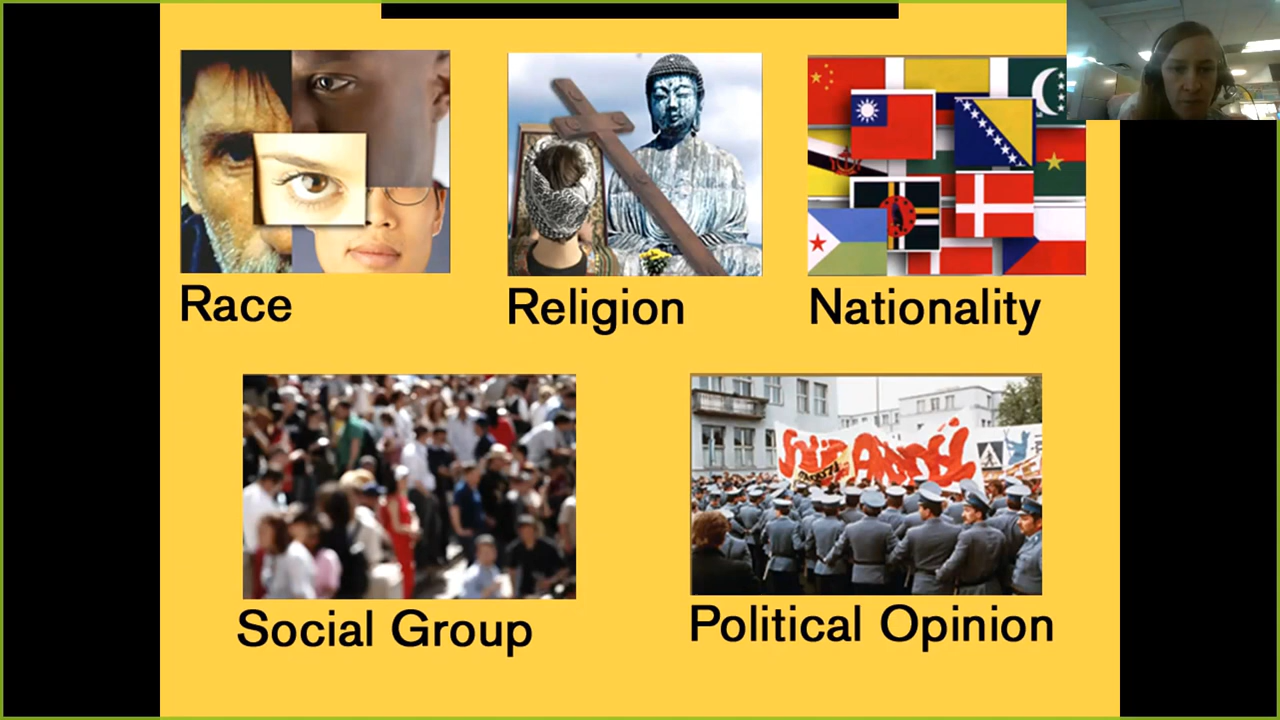 Race
Religion
Nationality
Social Group
Political Opinion